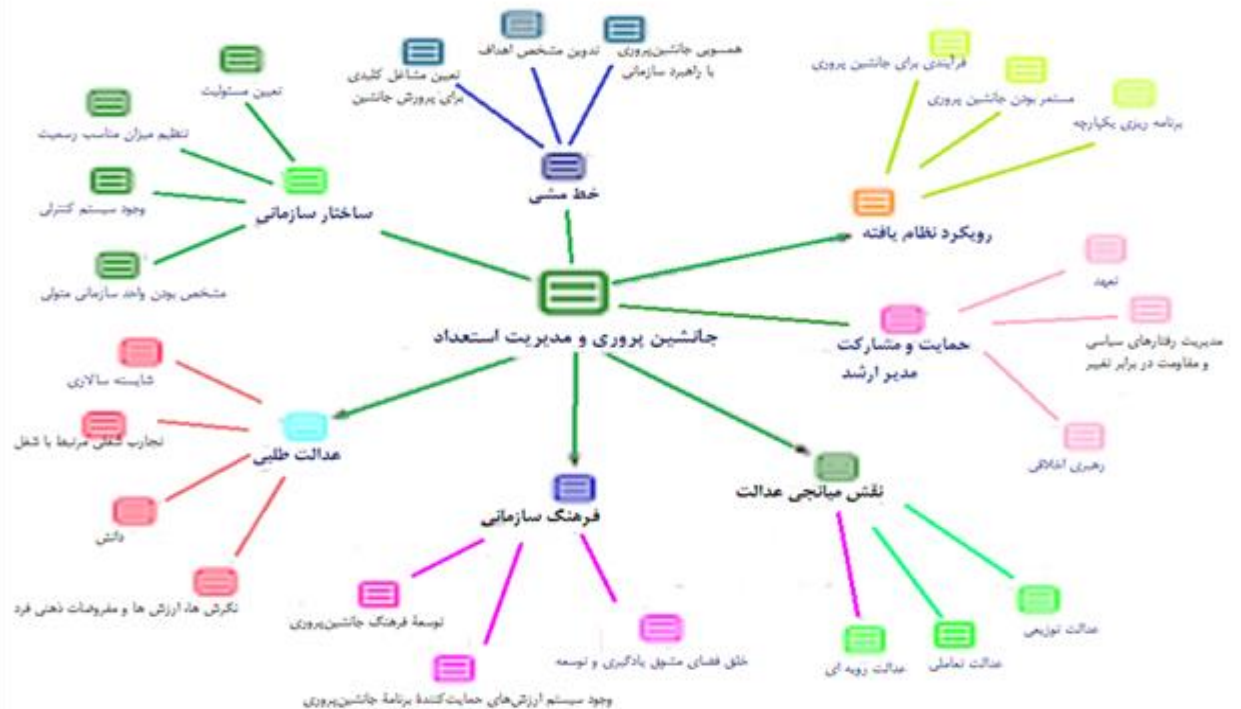 همسویی جانشین‌پروری
با راهبرد سازمانی
تدوین مشخص اهداف
تعیین مشاغل کلیدی
برای پرورش جانشین
خط مشی
فرآیندی برای جانشین پروری
مستمر بودن جانشین پروری
برنامه ریزی یکپارچه
رویکرد نظام یافته
تعیین مسئولیت
تنظیم میزان مناسب رسمیت
وجود سیستم کنترلی
مشخص بودن واحد سازمانی متولی
ساختار سازمانی
جانشین پروری و مدیریت استعداد
تعهد
مدیریت رفتارهای سیاسی
و مقاومت در برابر تغییر
رهبری اخلاقی
حمایت و مشارکت
مدیر ارشد
شایسته سالاری
تجارب شغلی مرتبط با شغل
دانش
نگرش ها، ارزش ها و مفروضات ذهنی فرد
عدالت طلبی
فرهنگ سازمانی
توسعهٔ فرهنگ جانشین‌پروری
وجود سیستم ارزش‌های حمایت‌کنندهٔ برنامهٔ جانشین‌پروری
خلق فضای مشوق یادگیری و توسعه
نقش میانجی عدالت
عدالت توزیعی
عدالت تعاملی
عدالت رویه ای